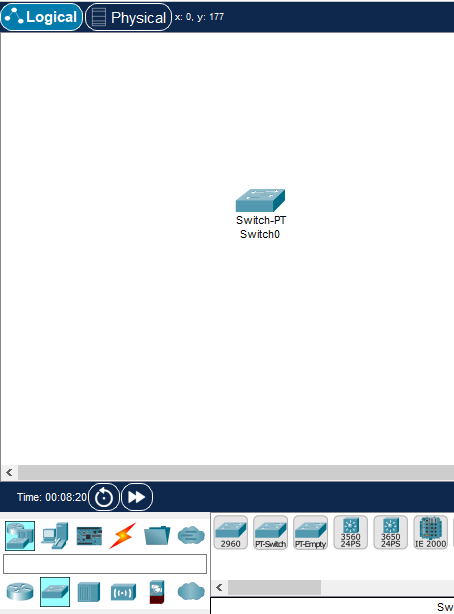 Logical Physical x: 0, y: 177
Switch-PT
Switch0
Time: 00:08:20
2960 PT-Switch PT-Empty 3560 24PS 3650 24PS IE 2000
Sw